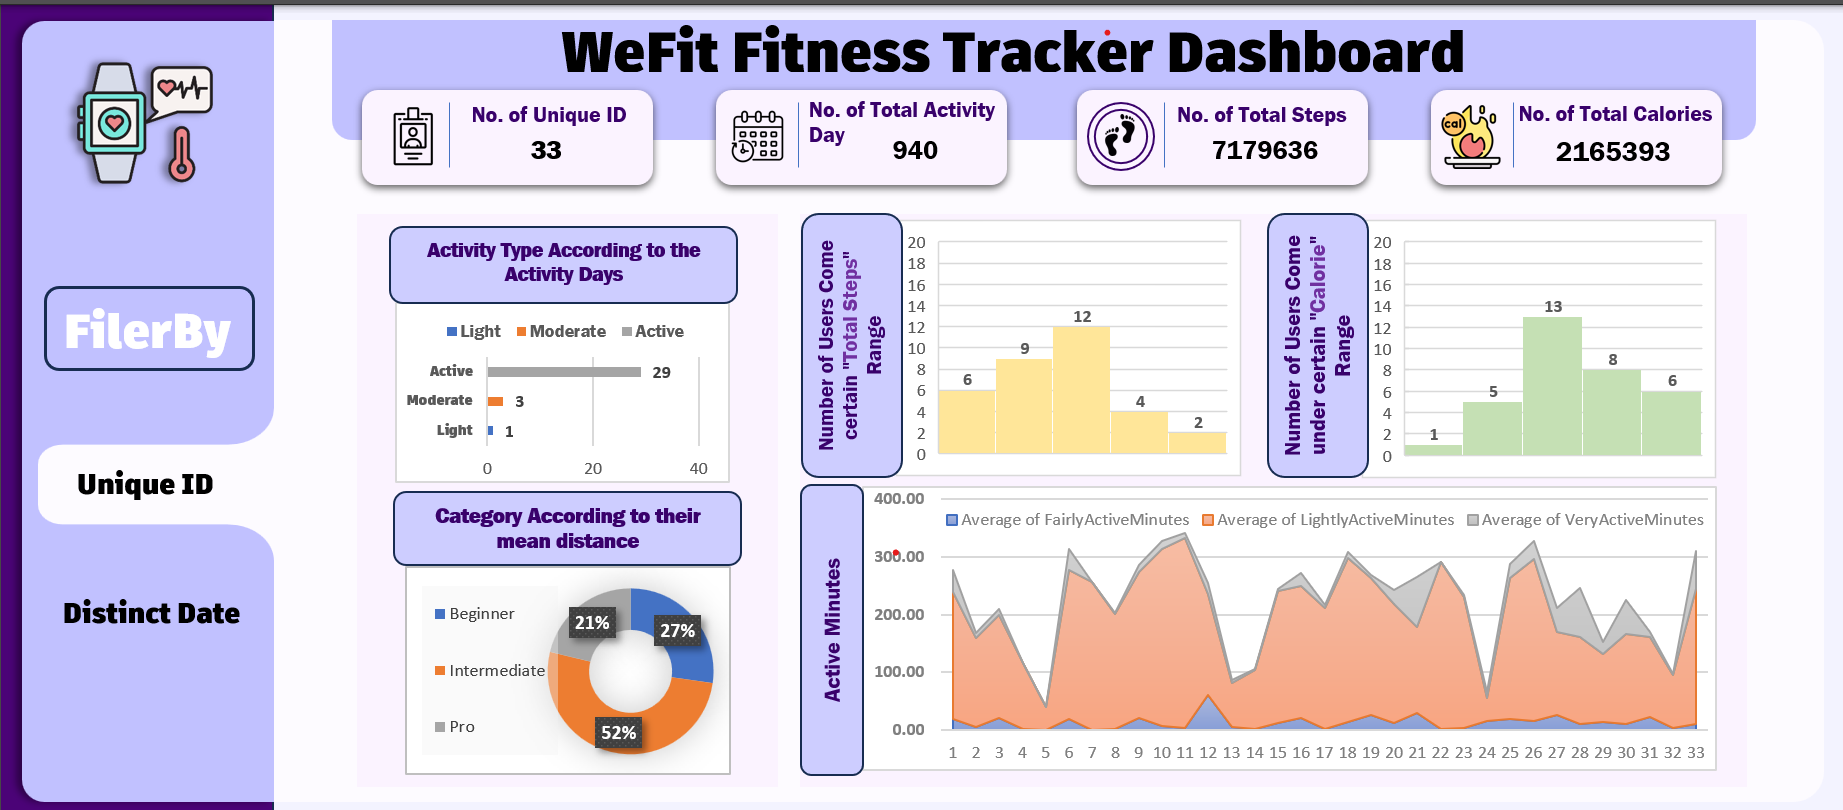 WeFit Fitness Tracker Dashboard
No. of Unique ID
33
No. of Total Activity
Day
940
No. of Total Steps
7179636
cal
No. of Total Calories
2165393
FilerBy
Unique ID
Distinct Date
Activity Type According to the
Activity Days
Light Moderate Active
Active 29
Moderate 3
Light 1
0 20 40
Category According to their
mean distance
Beginner
Intermediate
Pro
21%
27%
52%
Number of Users Come
certain "Total Steps"
Range
20
18
16
14
12
10
8
6
4
2
0
6
9
12
4
2
Number of Users Come
under certain "Calorie"
Range
20
18
16
14
12
10
8
6
4
2
0
1
5
13
8
6
Active Minutes
400.00
300.00
200.00
100.00
0.00
Average of FairlyActiveMinutes Average of LightlyActiveMinutes Average of VeryActiveMinutes
1 2 3 4 5 6 7 8 9 10 11 12 13 14 15 16 17 18 19 20 21 22 23 24 25 26 27 28 29 30 31 32 33